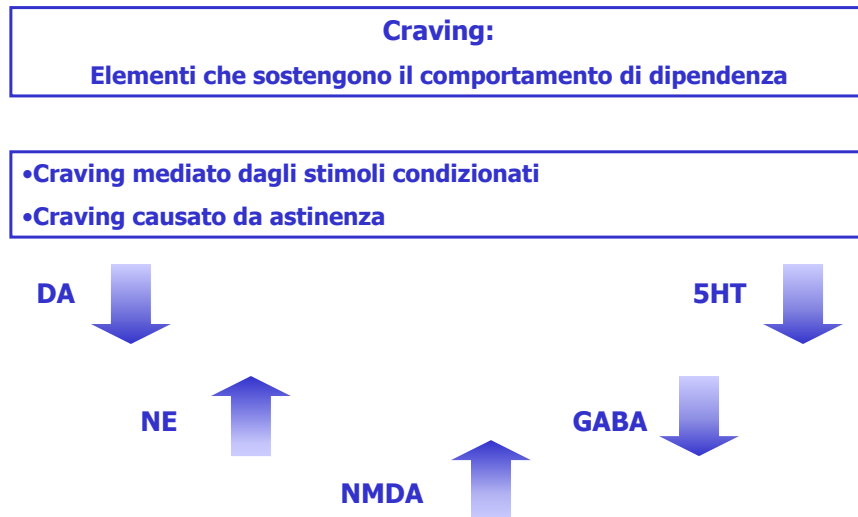 Craving:
Elementi che sostengono il comportamento di dipendenza
•Craving mediato dagli stimoli condizionati
•Craving causato da astinenza
DA
5HT
NE
GABA
NMDA